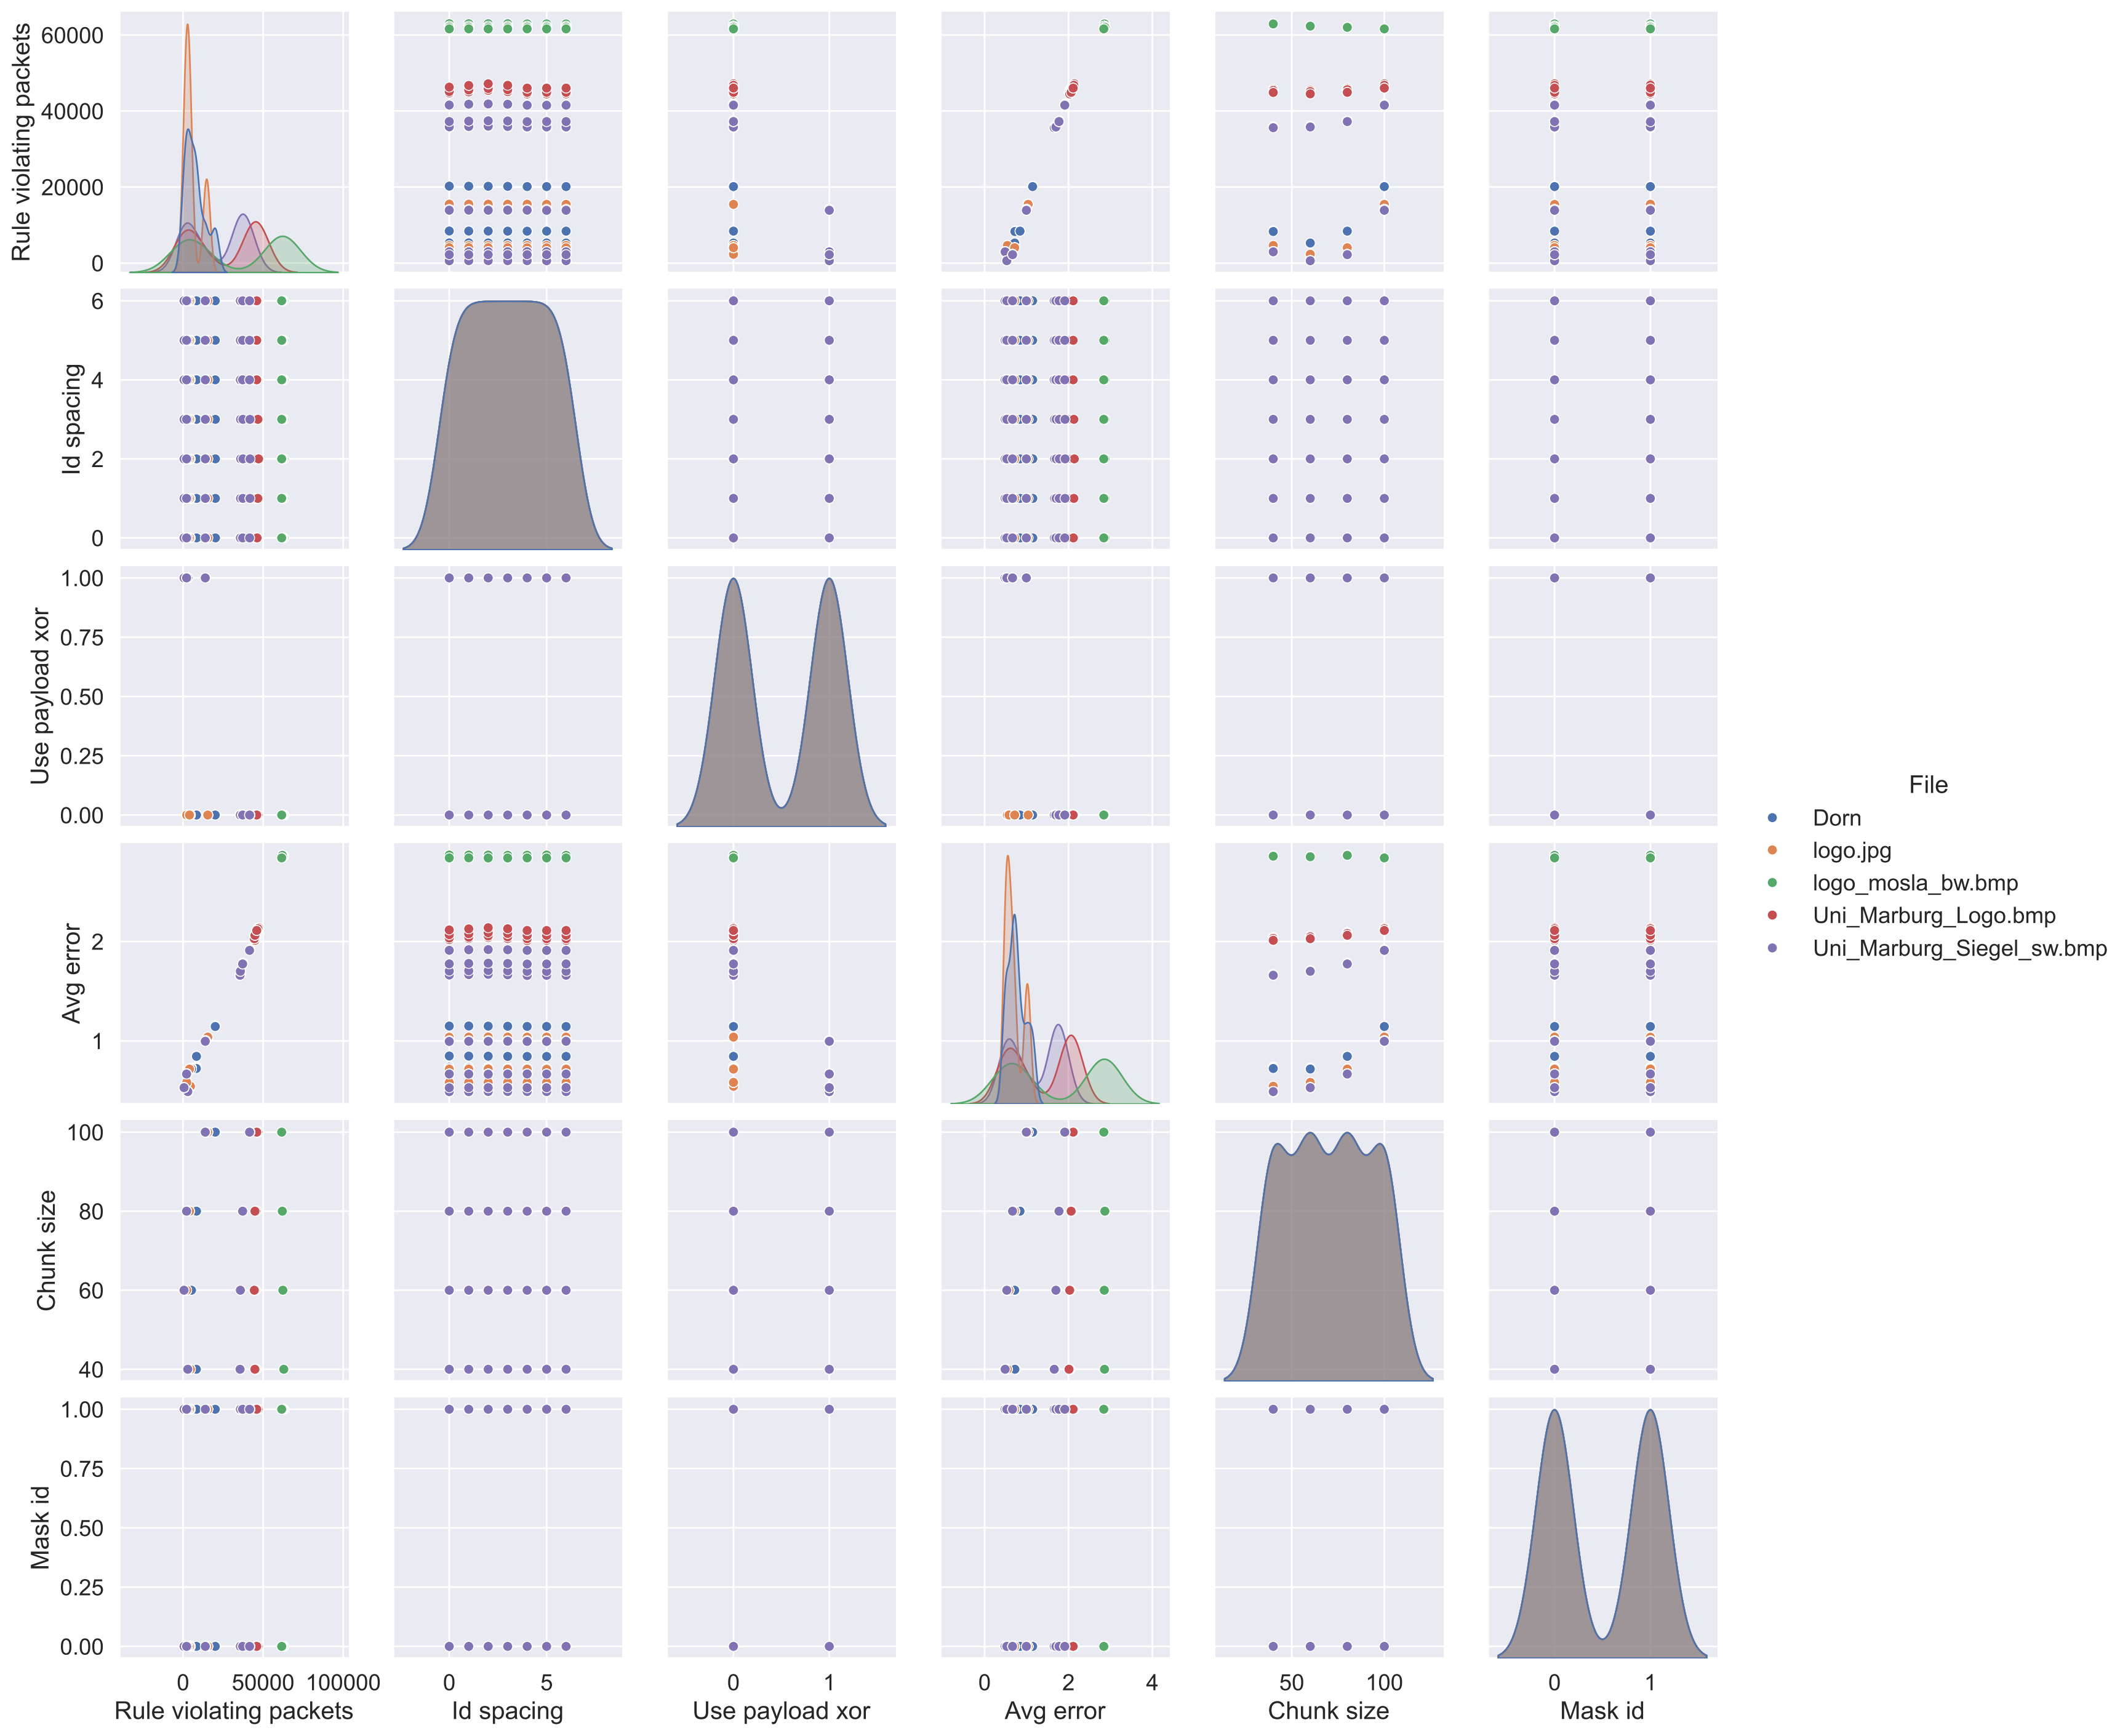 Rule violating packets
60000
40000
20000
0
Id spacing
6
4
2
0
Use payload xor
1.00
0.75
0.50
0.25
0.00
Avg error
2
1
Chunk size
100
80
60
40
Mask id
1.00
0.75
0.50
0.25
0.00
0 50000 100000
Rule violating packets
0 5
Id spacing
0 1
Use payload xor
0 2 4
Avg error
50 100
Chunk size
0 1
Mask id
File
Dorn
logo.jpg
logo_mosla_bw.bmp
Uni_Marburg_Logo.bmp
Uni_Marburg_Siegel_sw.bmp